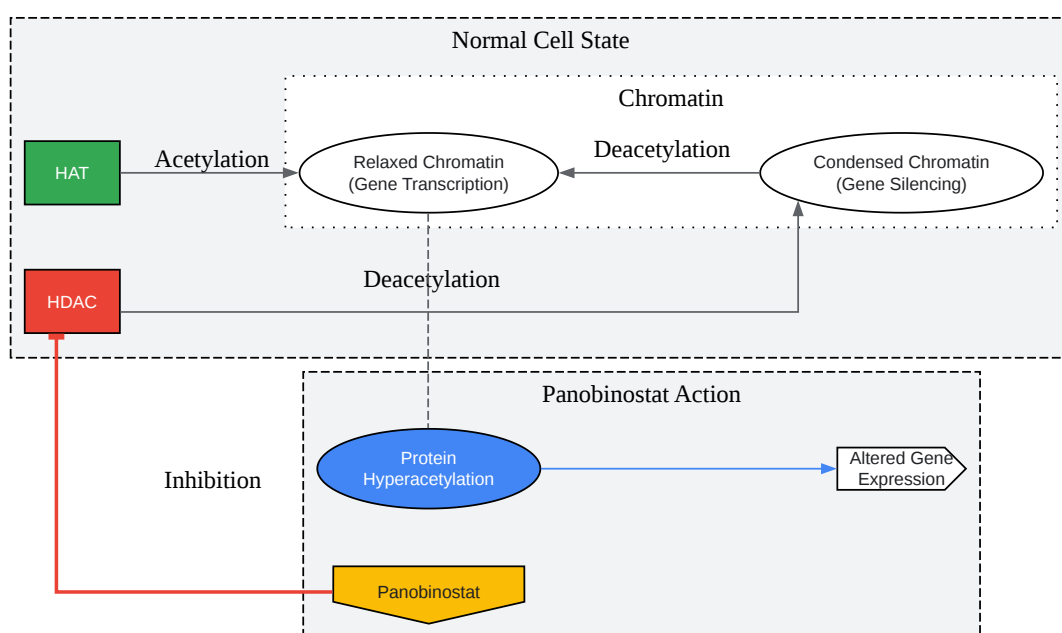 Normal Cell State
Chromatin
HAT
Acetylation
Relaxed Chromatin
(Gene Transcription)
Deacetylation
Condensed Chromatin
(Gene Silencing)
Deacetylation
HDAC
Panobinostat Action
Inhibition
Protein
Hyperacetylation
Altered Gene
Expression
Panobinostat